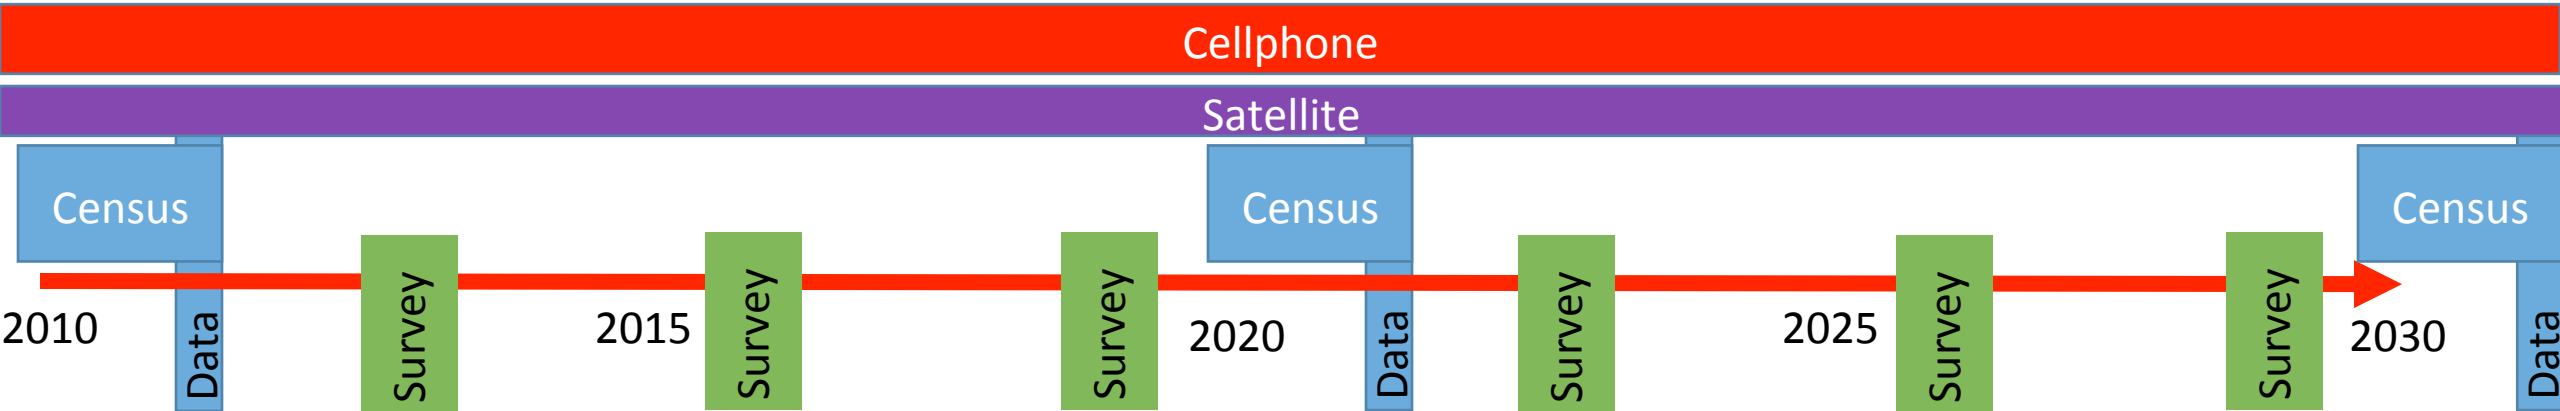 Cellphone
Satellite
Census
Census
Census
2010
Data
Survey
2015
Survey
Survey
2020
Data
Survey
2025
Survey
Survey
2030
Data